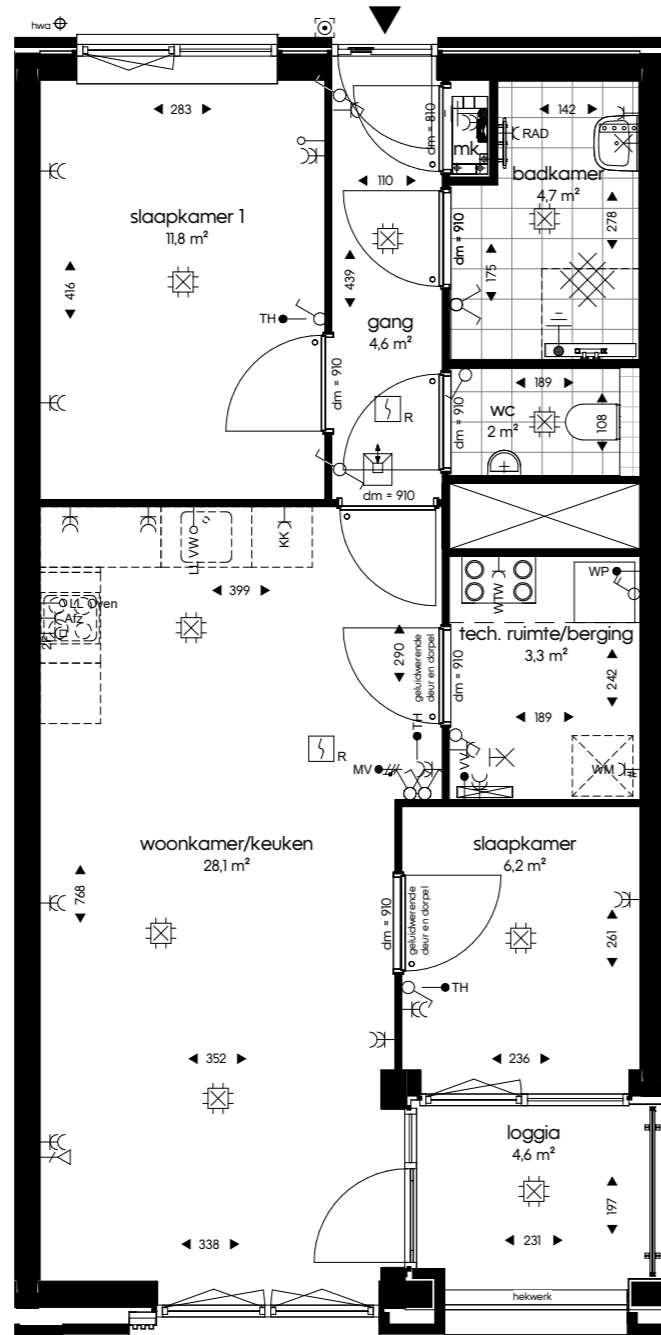 hwa
283
142
dm = 810
mk
RAD
badkamer
4,7 m²
slaapkamer 1
11,8 m²
110
278
dm = 910
175
416
439
TH
gang
4,6 m²
dm = 910
R
dm = 910
189
wc
2 m²
108
dm = 910
LL VW
KK
399
WTW
WP
LL Oven
Afz
290
geluidwerende
deur en dorpel
dm = 910
tech. ruimte/berging
3,3 m²
242
189
TH
R
MV
VV
WM
woonkamer/keuken
28,1 m²
slaapkamer
6,2 m²
768
dm = 910
geluidwerende
deur en dorpel
261
TH
352
236
loggia
4,6 m²
197
338
231
hekwerk